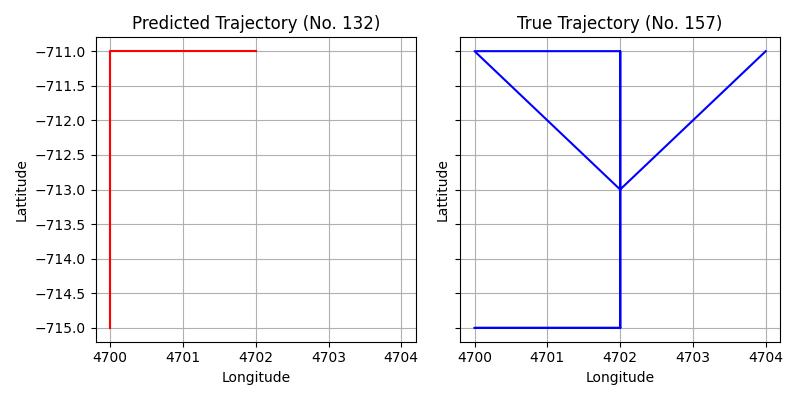 Predicted Trajectory (No. 132)
True Trajectory (No. 157)
Lattitude
−711.0
−711.5
−712.0
−712.5
−713.0
−713.5
−714.0
−714.5
−715.0
4700 4701 4702 4703 4704
Longitude
Lattitude
4700 4701 4702 4703 4704
Longitude